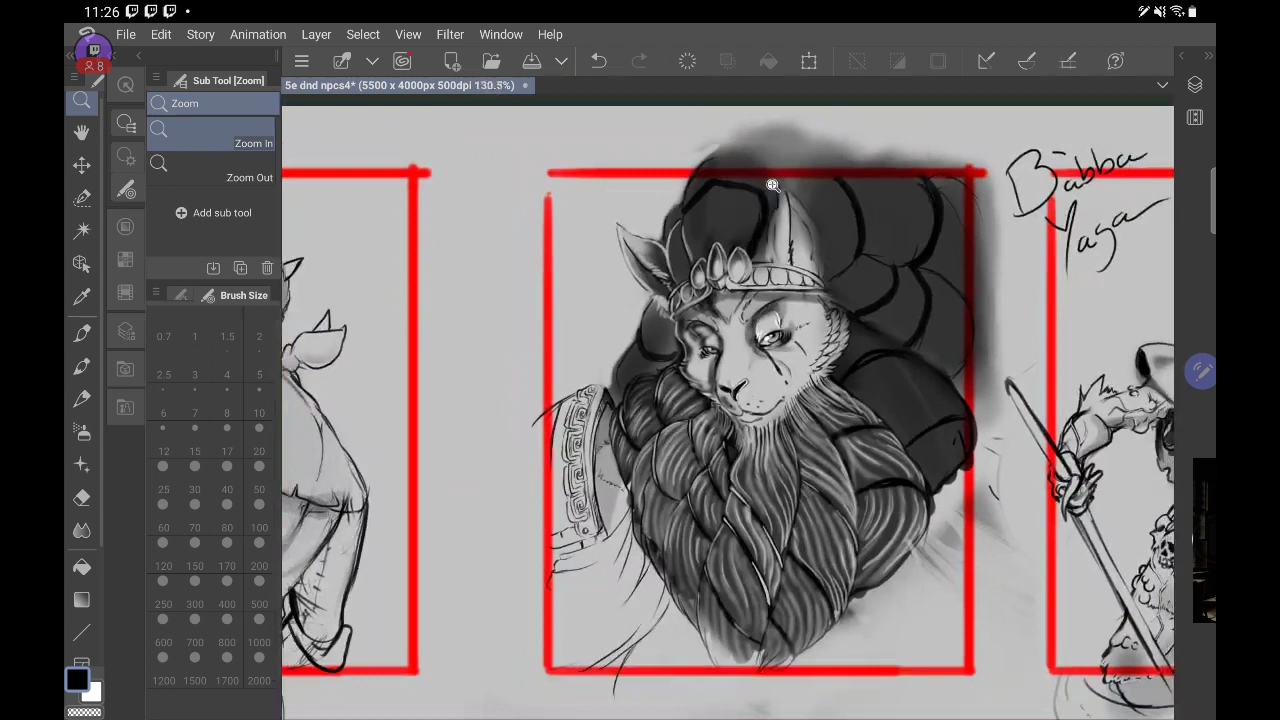 11:26
File Edit Story Animation Layer Select View Filter Window Help
8
Sub Tool [Zoom]
5e dnd npcs4* (5500 x 4000px 500dpi 130.5%)
Zoom
Zoom In
Zoom Out
Add sub tool
Brush Size
0.7 1 1.5 2
2.5 3 4 5
6 7 8 10
12 15 17 20
25 30 40 50
60 70 80 100
120 150 170 200
250 300 400 500
600 700 800 1000
1200 1500 1700 2000
Babba
Yaga